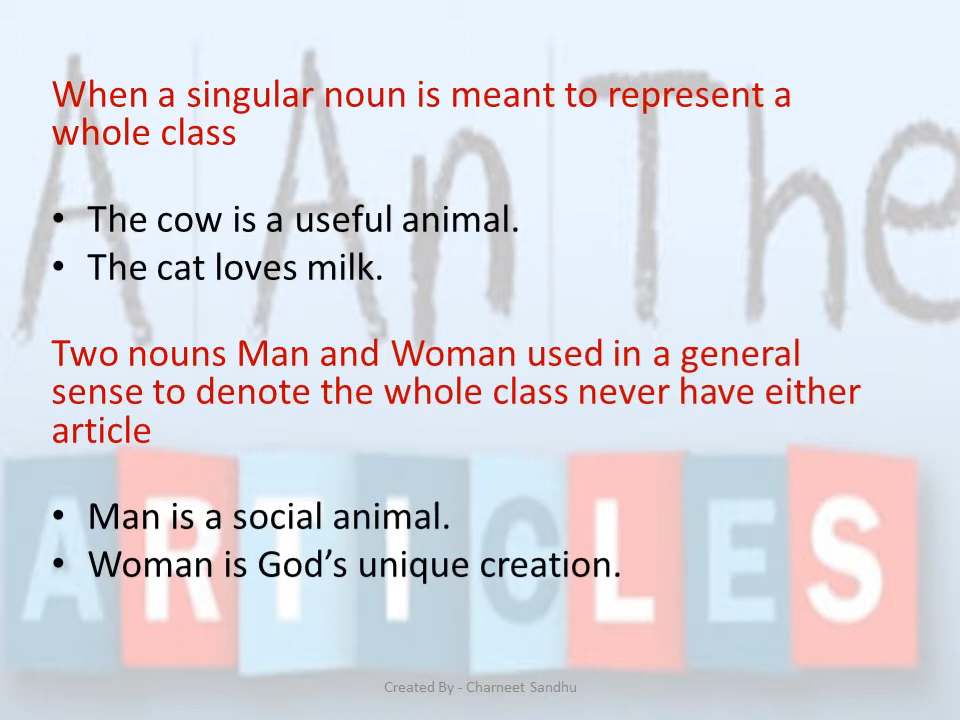 A An The
When a singular noun is meant to represent a
whole class
• The cow is a useful animal.
• The cat loves milk.
Two nouns Man and Woman used in a general
sense to denote the whole class never have either
article
• Man is a social animal.
• Woman is God’s unique creation.
ARTICLES
Created By - Charneet Sandhu